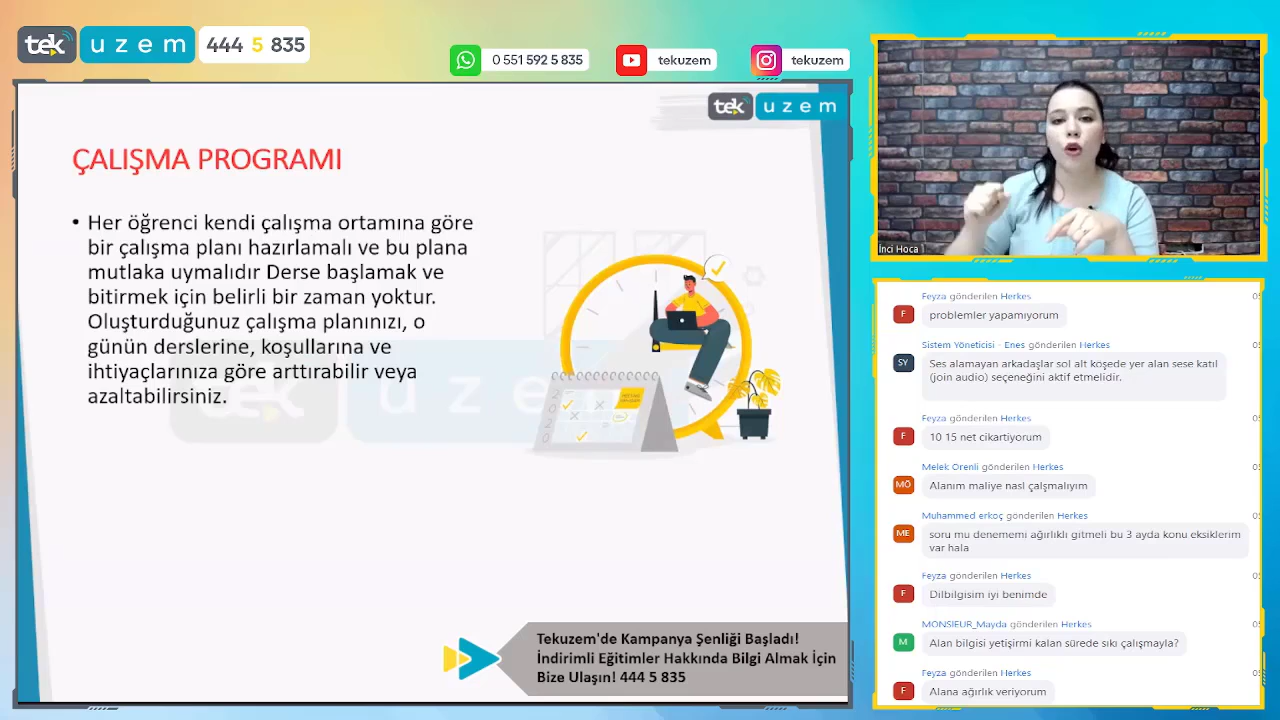 tek uzem 444 5 835
0 551 592 5 835
tekuzem
tekuzem
tek uzem
ÇALIŞMA PROGRAMI
• Her öğrenci kendi çalışma ortamına göre
bir çalışma planı hazırlamalı ve bu plana
mutlaka uymalıdır Derse başlamak ve
bitirmek için belirli bir zaman yoktur.
Oluşturduğunuz çalışma planınızı, o
günün derslerine, koşullarına ve
ihtiyaçlarınıza göre arttırabilir veya
azaltabilirsiniz.
tek uzem
Tekuzem'de Kampanya Şenliği Başladı!
İndirimli Eğitimler Hakkında Bilgi Almak İçin
Bize Ulaşın! 444 5 835
İnci Hoca
Feyza gönderilen Herkes
F
problemler yapamıyorum
Sistem Yöneticisi - Enes gönderilen Herkes
SY
Ses alamayan arkadaşlar sol alt köşede yer alan sese katıl
(join audio) seçeneğini aktif etmelidir.
Feyza gönderilen Herkes
F
10 15 net cikartiyorum
Melek Orenli gönderilen Herkes
MÖ
Alanım maliye nasl çalşmalıyım
Muhammed erkoç gönderilen Herkes
ME
soru mu denememi ağırlıklı gitmeli bu 3 ayda konu eksiklerim
var hala
Feyza gönderilen Herkes
F
Dilbilgisim iyi benimde
MONSIEUR_Mayda gönderilen Herkes
M
Alan bilgisi yetişirmi kalan sürede sıkı çalışmayla?
Feyza gönderilen Herkes
F
Alana ağırlık veriyorum